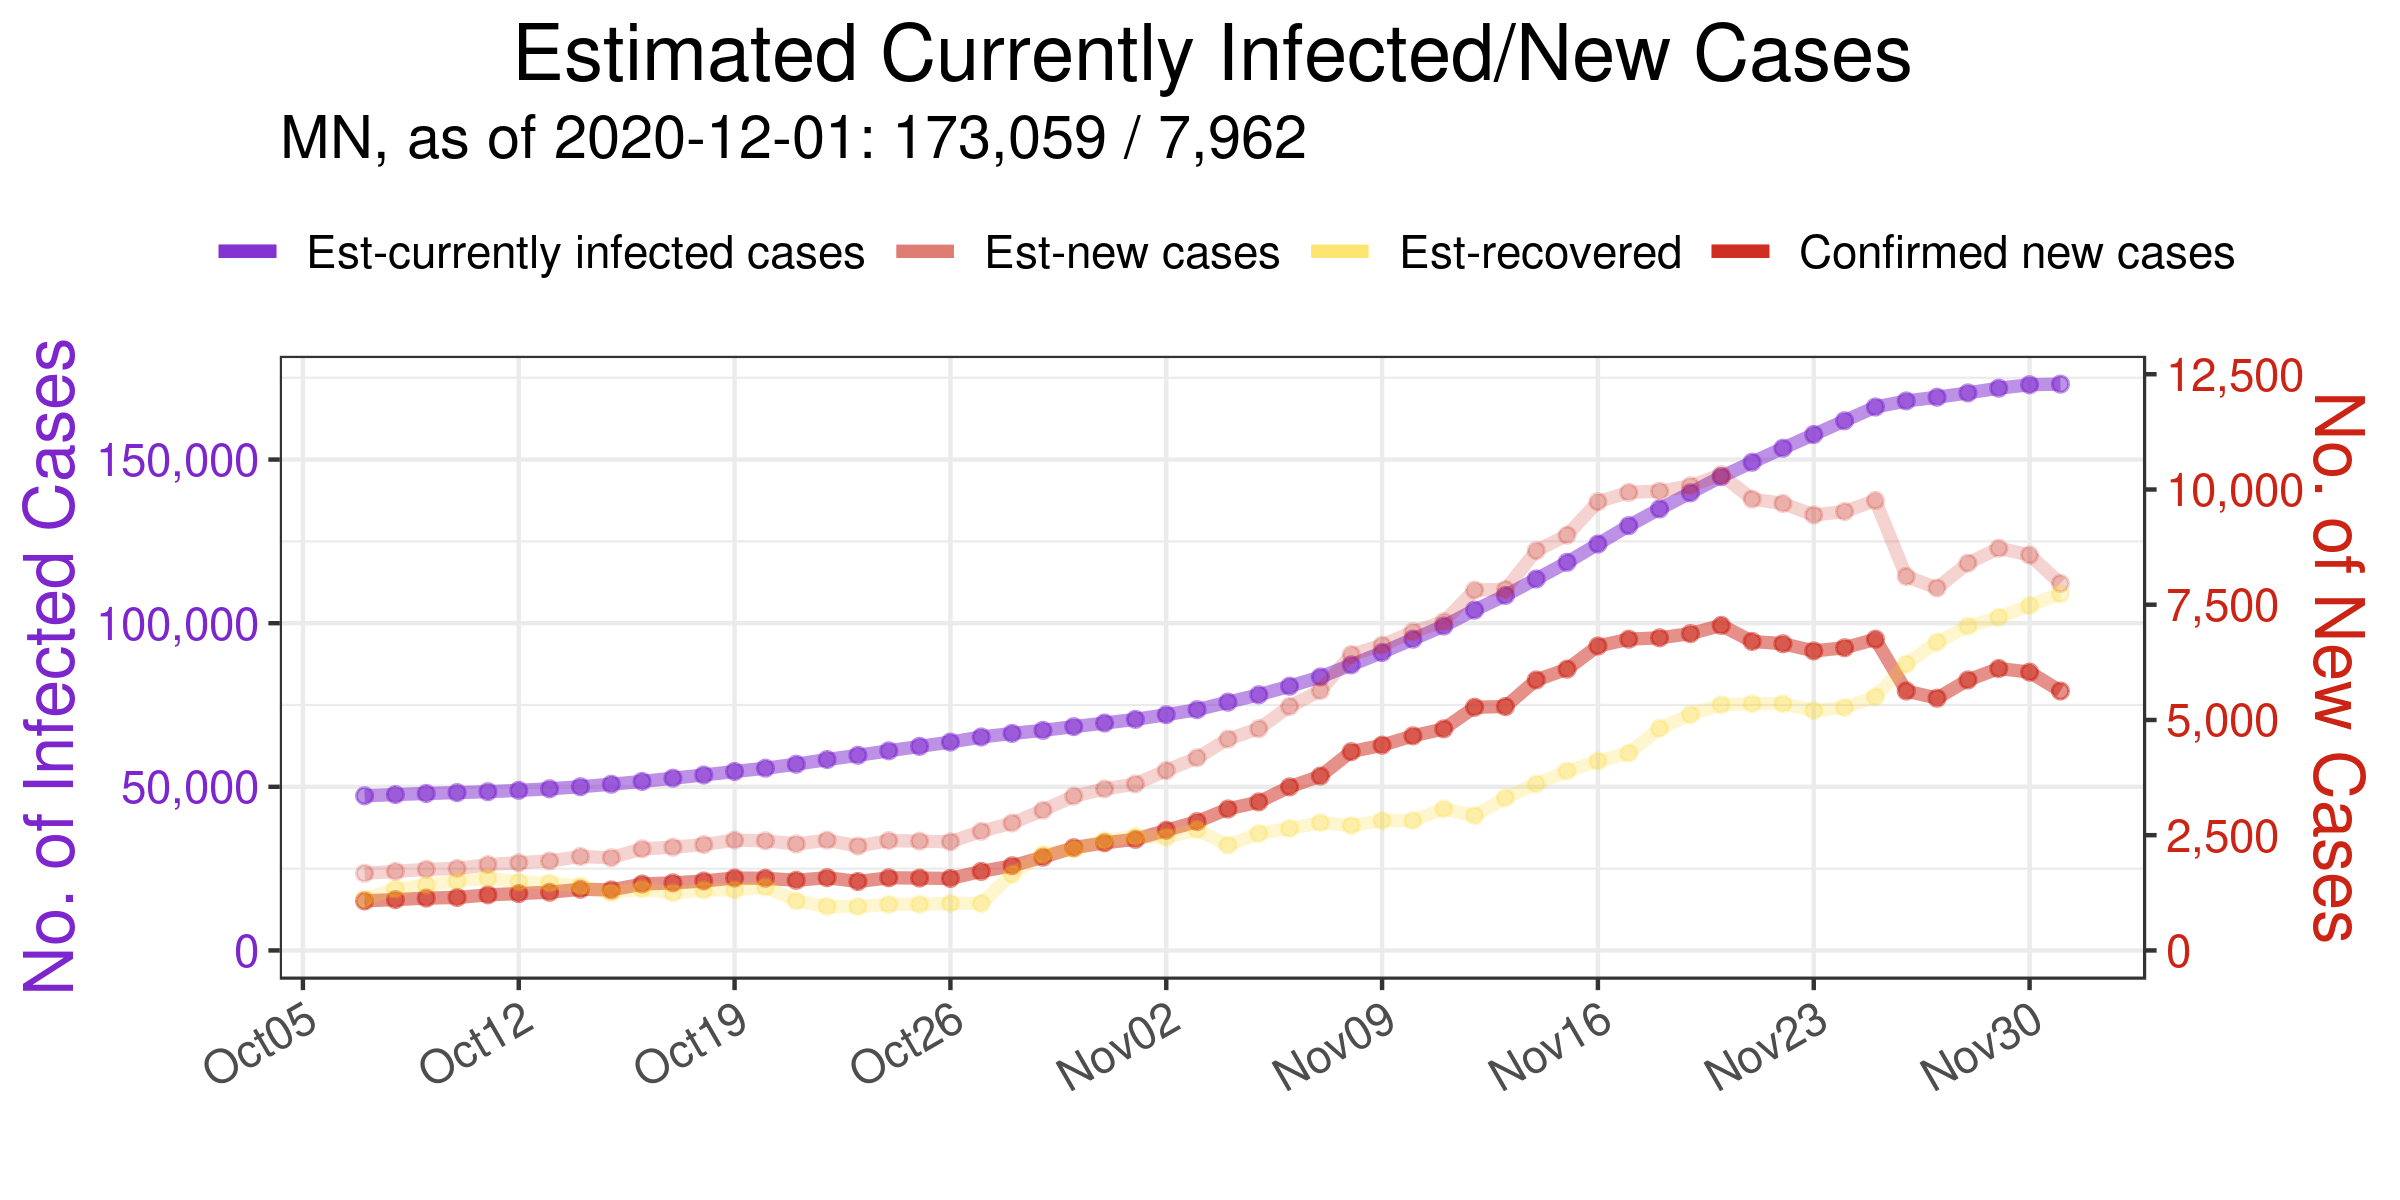 Estimated Currently Infected/New Cases
MN, as of 2020-12-01: 173,059 / 7,962
Est-currently infected cases Est-new cases Est-recovered Confirmed new cases
No. of Infected Cases
150,000
100,000
50,000
0
12,500
10,000
7,500
5,000
2,500
0
No. of New Cases
Oct05 Oct12 Oct19 Oct26 Nov02 Nov09 Nov16 Nov23 Nov30